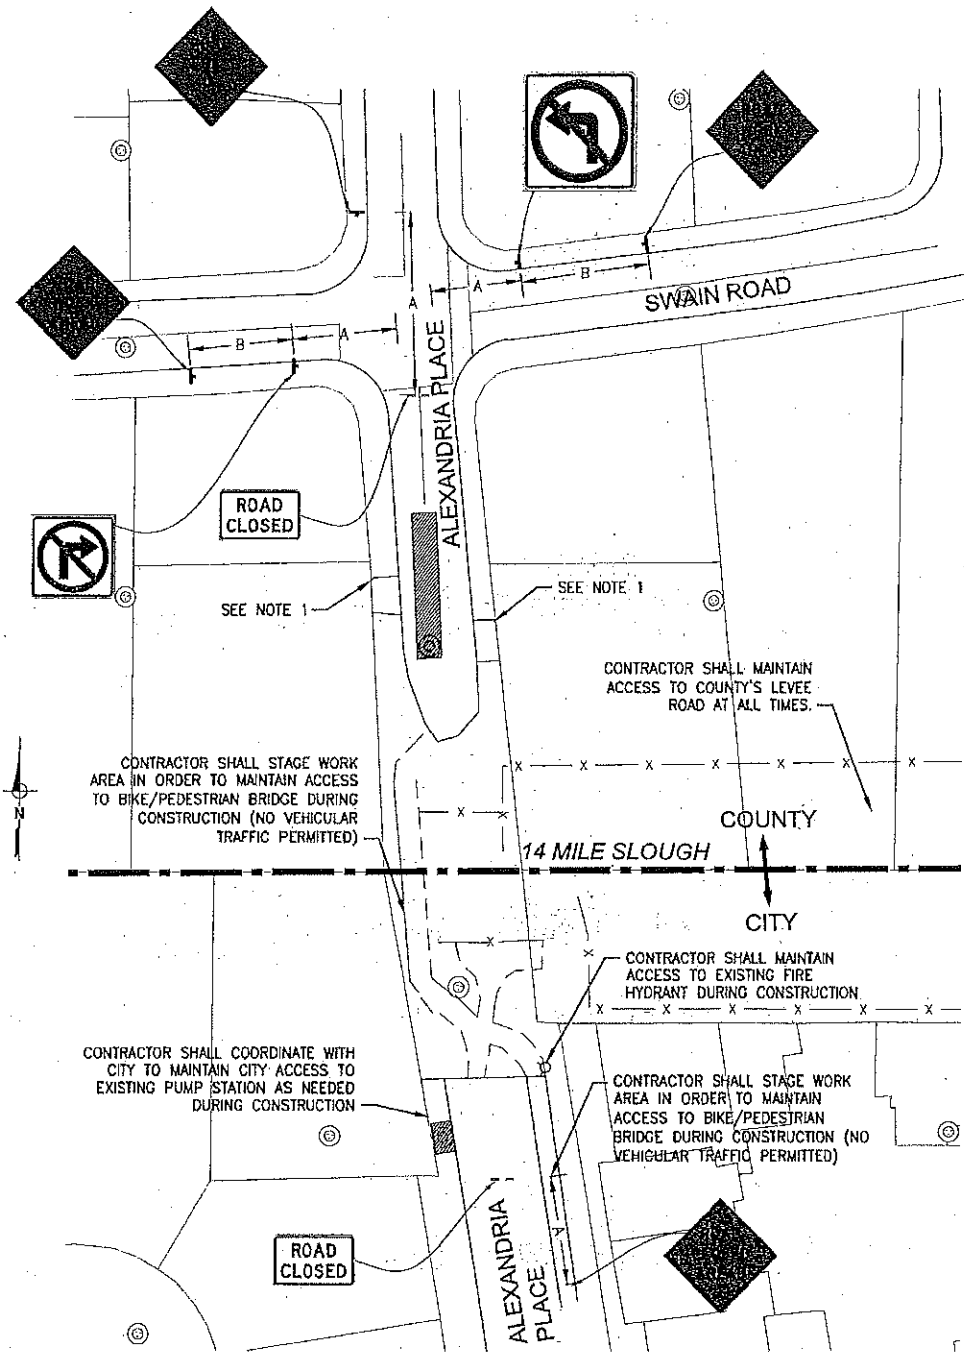 A
A
B
SWAIN ROAD
B
A
ALEXANDRIA PLACE
ROAD
CLOSED
SEE NOTE 1
SEE NOTE 1
CONTRACTOR SHALL MAINTAIN
ACCESS TO COUNTY'S LEVEE
ROAD AT ALL TIMES.
CONTRACTOR SHALL STAGE WORK
AREA IN ORDER TO MAINTAIN ACCESS
TO BIKE/PEDESTRIAN BRIDGE DURING
CONSTRUCTION (NO VEHICULAR
TRAFFIC PERMITTED)
N
COUNTY
14 MILE SLOUGH
CITY
CONTRACTOR SHALL MAINTAIN
ACCESS TO EXISTING FIRE
HYDRANT DURING CONSTRUCTION
CONTRACTOR SHALL COORDINATE WITH
CITY TO MAINTAIN CITY ACCESS TO
EXISTING PUMP STATION AS NEEDED
DURING CONSTRUCTION
CONTRACTOR SHALL STAGE WORK
AREA IN ORDER TO MAINTAIN
ACCESS TO BIKE/PEDESTRIAN
BRIDGE DURING CONSTRUCTION (NO
VEHICULAR TRAFFIC PERMITTED)
A
ROAD
CLOSED
ALEXANDRIA
PLACE